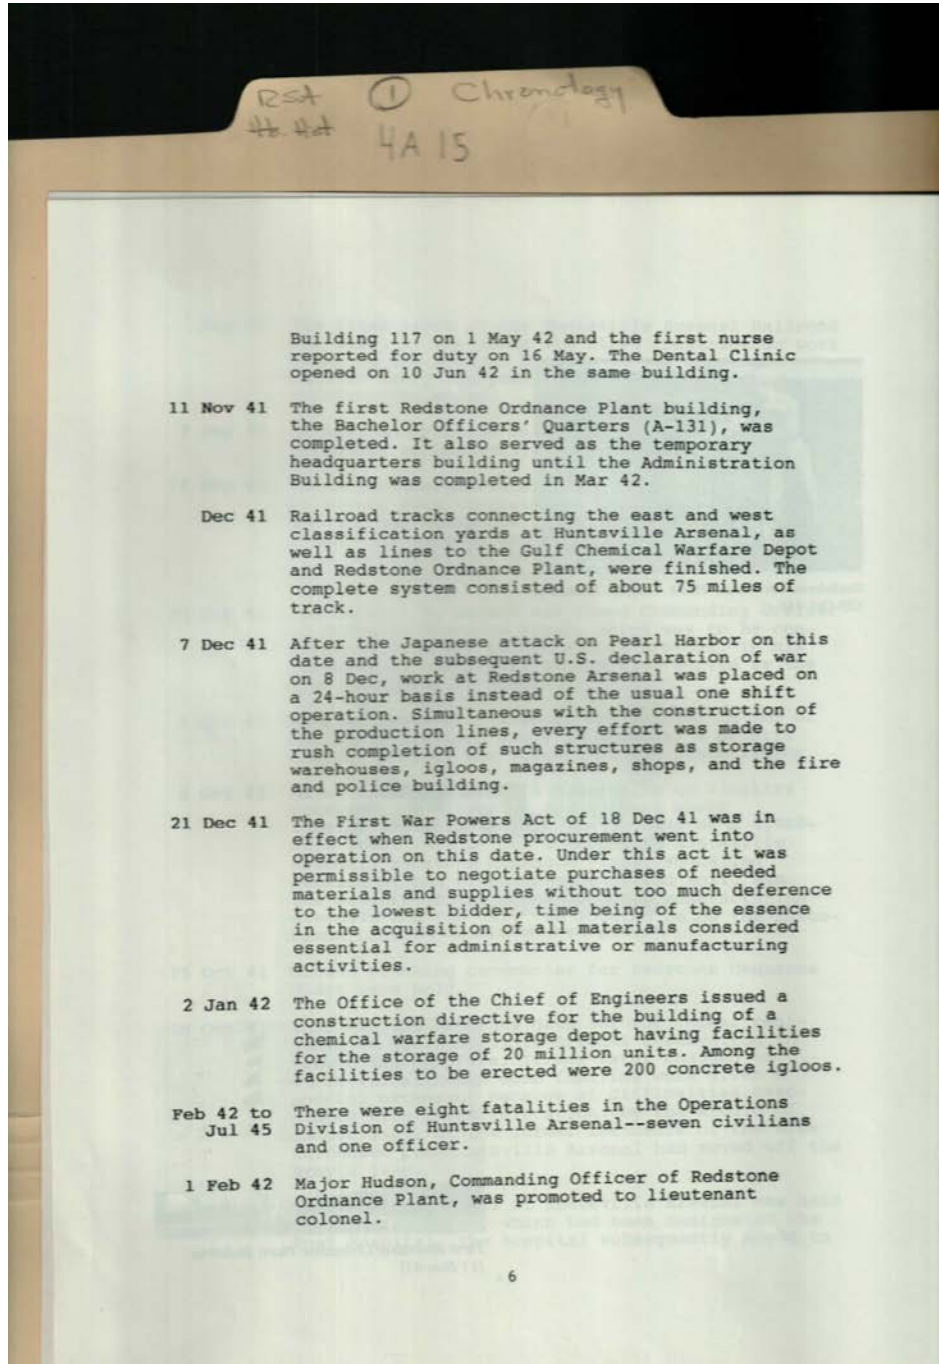 RSA ① Chronology
4A 15
Building 117 on 1 May 42 and the first nurse
reported for duty on 16 May. The Dental Clinic
opened on 10 Jun 42 in the same building.
11 Nov 41 The first Redstone Ordnance Plant building,
the Bachelor Officers' Quarters (A-131), was
completed. It also served as the temporary
headquarters building until the Administration
Building was completed in Mar 42.
Dec 41 Railroad tracks connecting the east and west
classification yards at Huntsville Arsenal, as
well as lines to the Gulf Chemical Warfare Depot
and Redstone Ordnance Plant, were finished. The
complete system consisted of about 75 miles of
track.
7 Dec 41 After the Japanese attack on Pearl Harbor on this
date and the subsequent U.S. declaration of war
on 8 Dec, work at Redstone Arsenal was placed on
a 24-hour basis instead of the usual one shift
operation. Simultaneous with the construction of
the production lines, every effort was made to
rush completion of such structures as storage
warehouses, igloos, magazines, shops, and the fire
and police building.
21 Dec 41 The First War Powers Act of 18 Dec 41 was in
effect when Redstone procurement went into
operation on this date. Under this act it was
permissible to negotiate purchases of needed
materials and supplies without too much deference
to the lowest bidder, time being of the essence
in the acquisition of all materials considered
essential for administrative or manufacturing
activities.
2 Jan 42 The Office of the Chief of Engineers issued a
construction directive for the building of a
chemical warfare storage depot having facilities
for the storage of 20 million units. Among the
facilities to be erected were 200 concrete igloos.
Feb 42 to There were eight fatalities in the Operations
Jul 45 Division of Huntsville Arsenal--seven civilians
and one officer.
1 Feb 42 Major Hudson, Commanding Officer of Redstone
Ordnance Plant, was promoted to lieutenant
colonel.
6